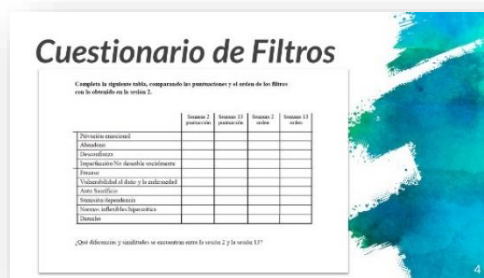 Cuestionario de Filtros
Completa la siguiente tabla, comparando las puntuaciones y el orden de los filtros
con lo obtenido en la sesión 2.
Semana 2 puntuación Semana 13 puntuación Semana 2 orden Semana 13 orden
Privación emocional
Abandono
Desconfianza
Imperfección/No deseable socialmente
Fracaso
Vulnerabilidad al daño y la enfermedad
Auto Sacrificio
Sumisión/dependencia
Normas inflexibles/hipercrítica
Derecho
¿Qué diferencias y similitudes se encuentran entre la sesión 2 y la sesión 13?
4